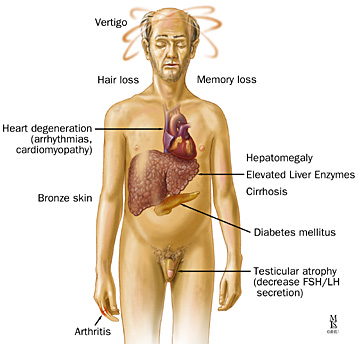 Vertigo
Hair loss
Memory loss
Heart degeneration
(arrhythmias,
cardiomyopathy)
Hepatomegaly
Elevated Liver Enzymes
Cirrhosis
Bronze skin
Diabetes mellitus
Testicular atrophy
(decrease FSH/LH
secretion)
Arthritis